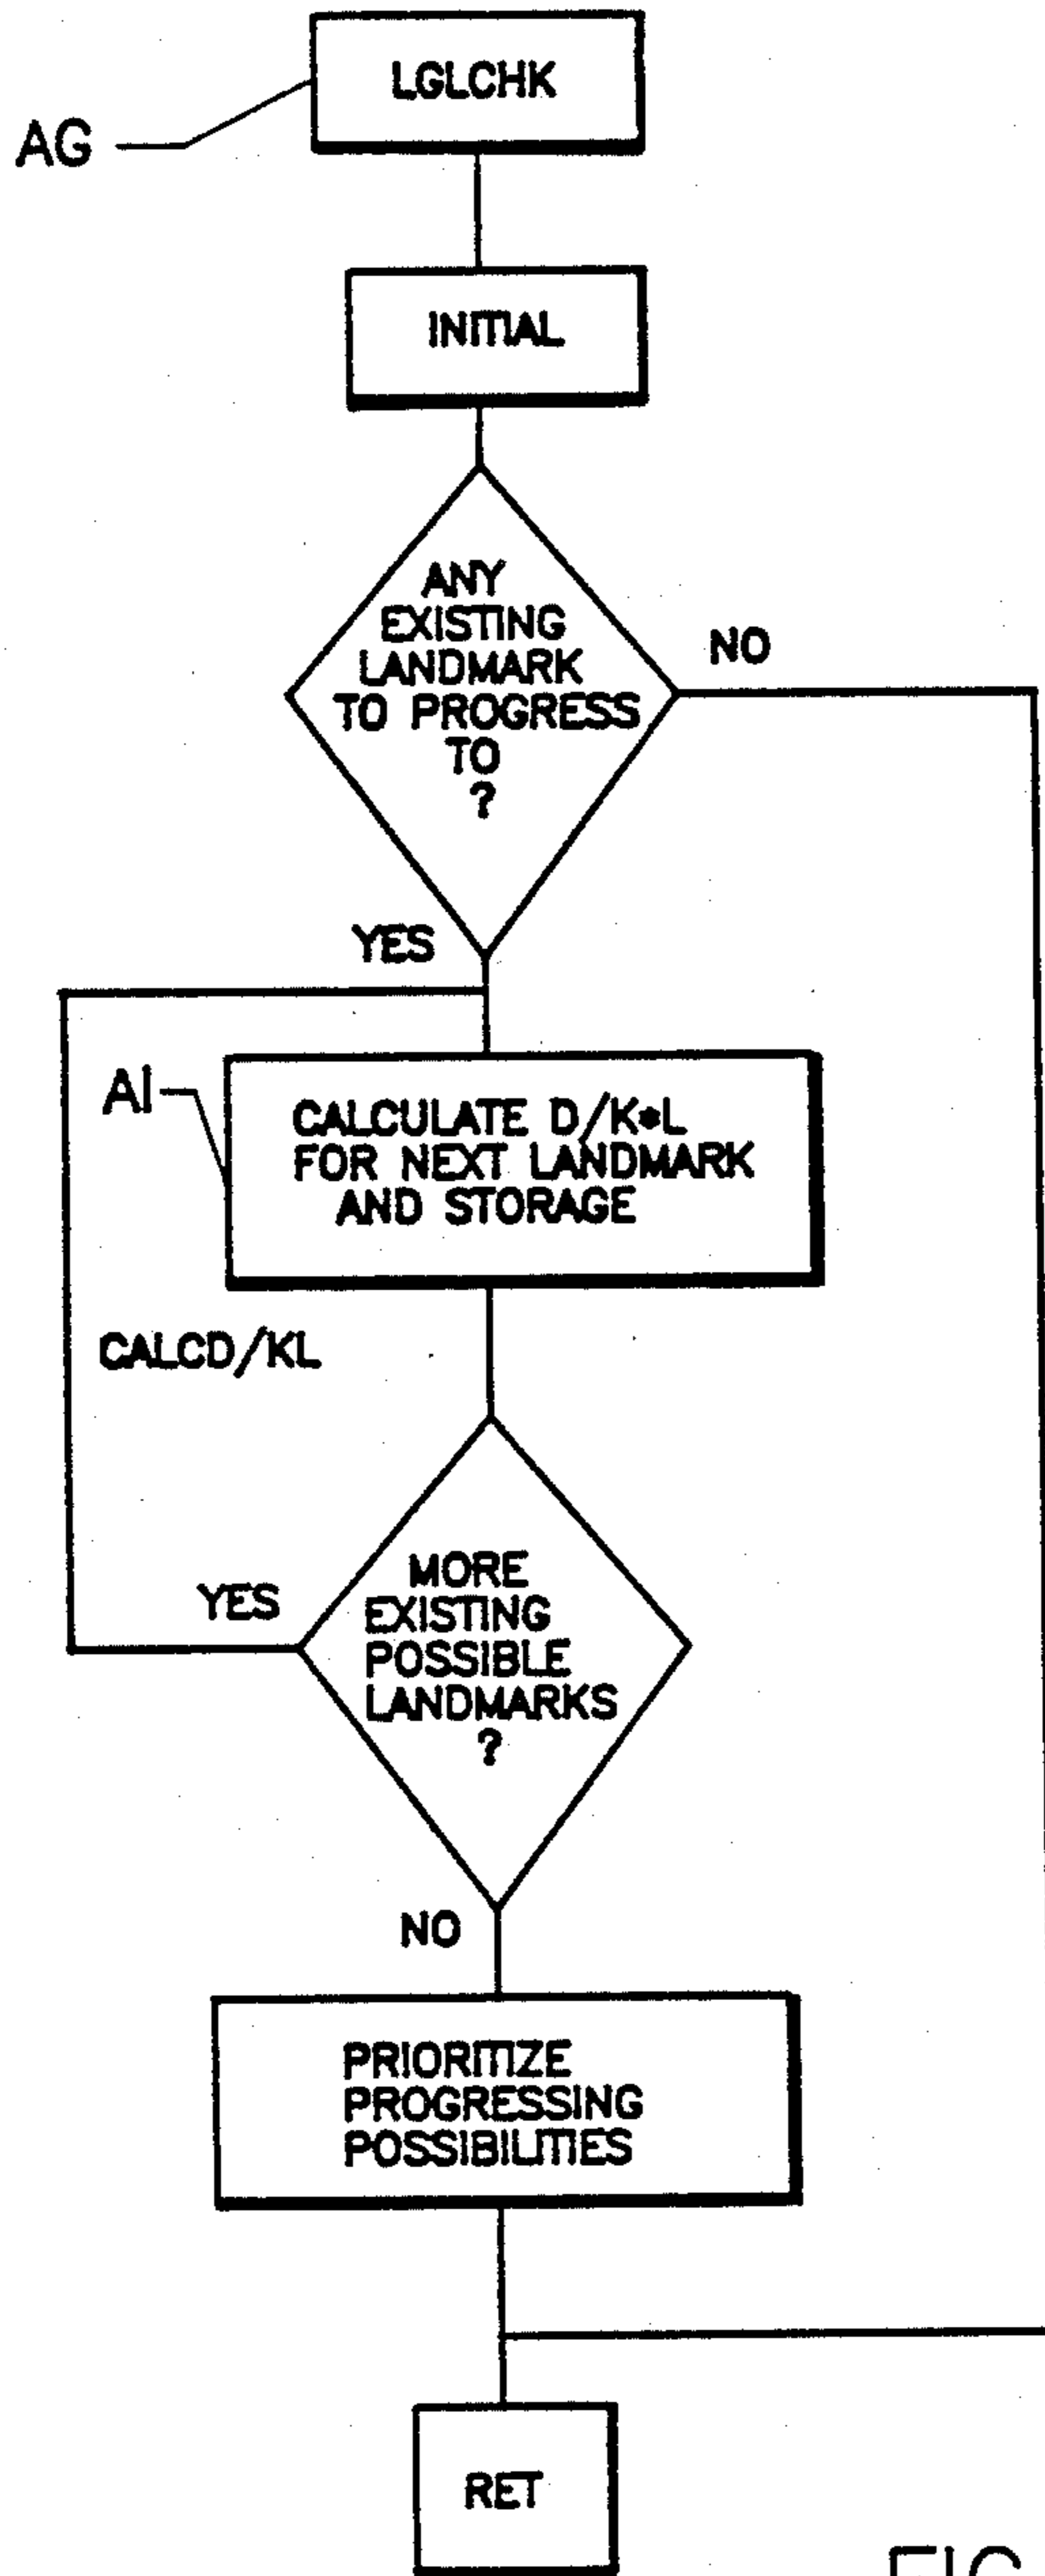 LGLCHK
AG
INITIAL
ANY
EXISTING
LANDMARK
TO PROGRESS
TO
?
NO
YES
AI
CALCULATE D/K*L
FOR NEXT LANDMARK
AND STORAGE
CALCD/KL
MORE
EXISTING
POSSIBLE
LANDMARKS
?
YES
NO
PRIORITIZE
PROGRESSING
POSSIBILITIES
RET
FIG